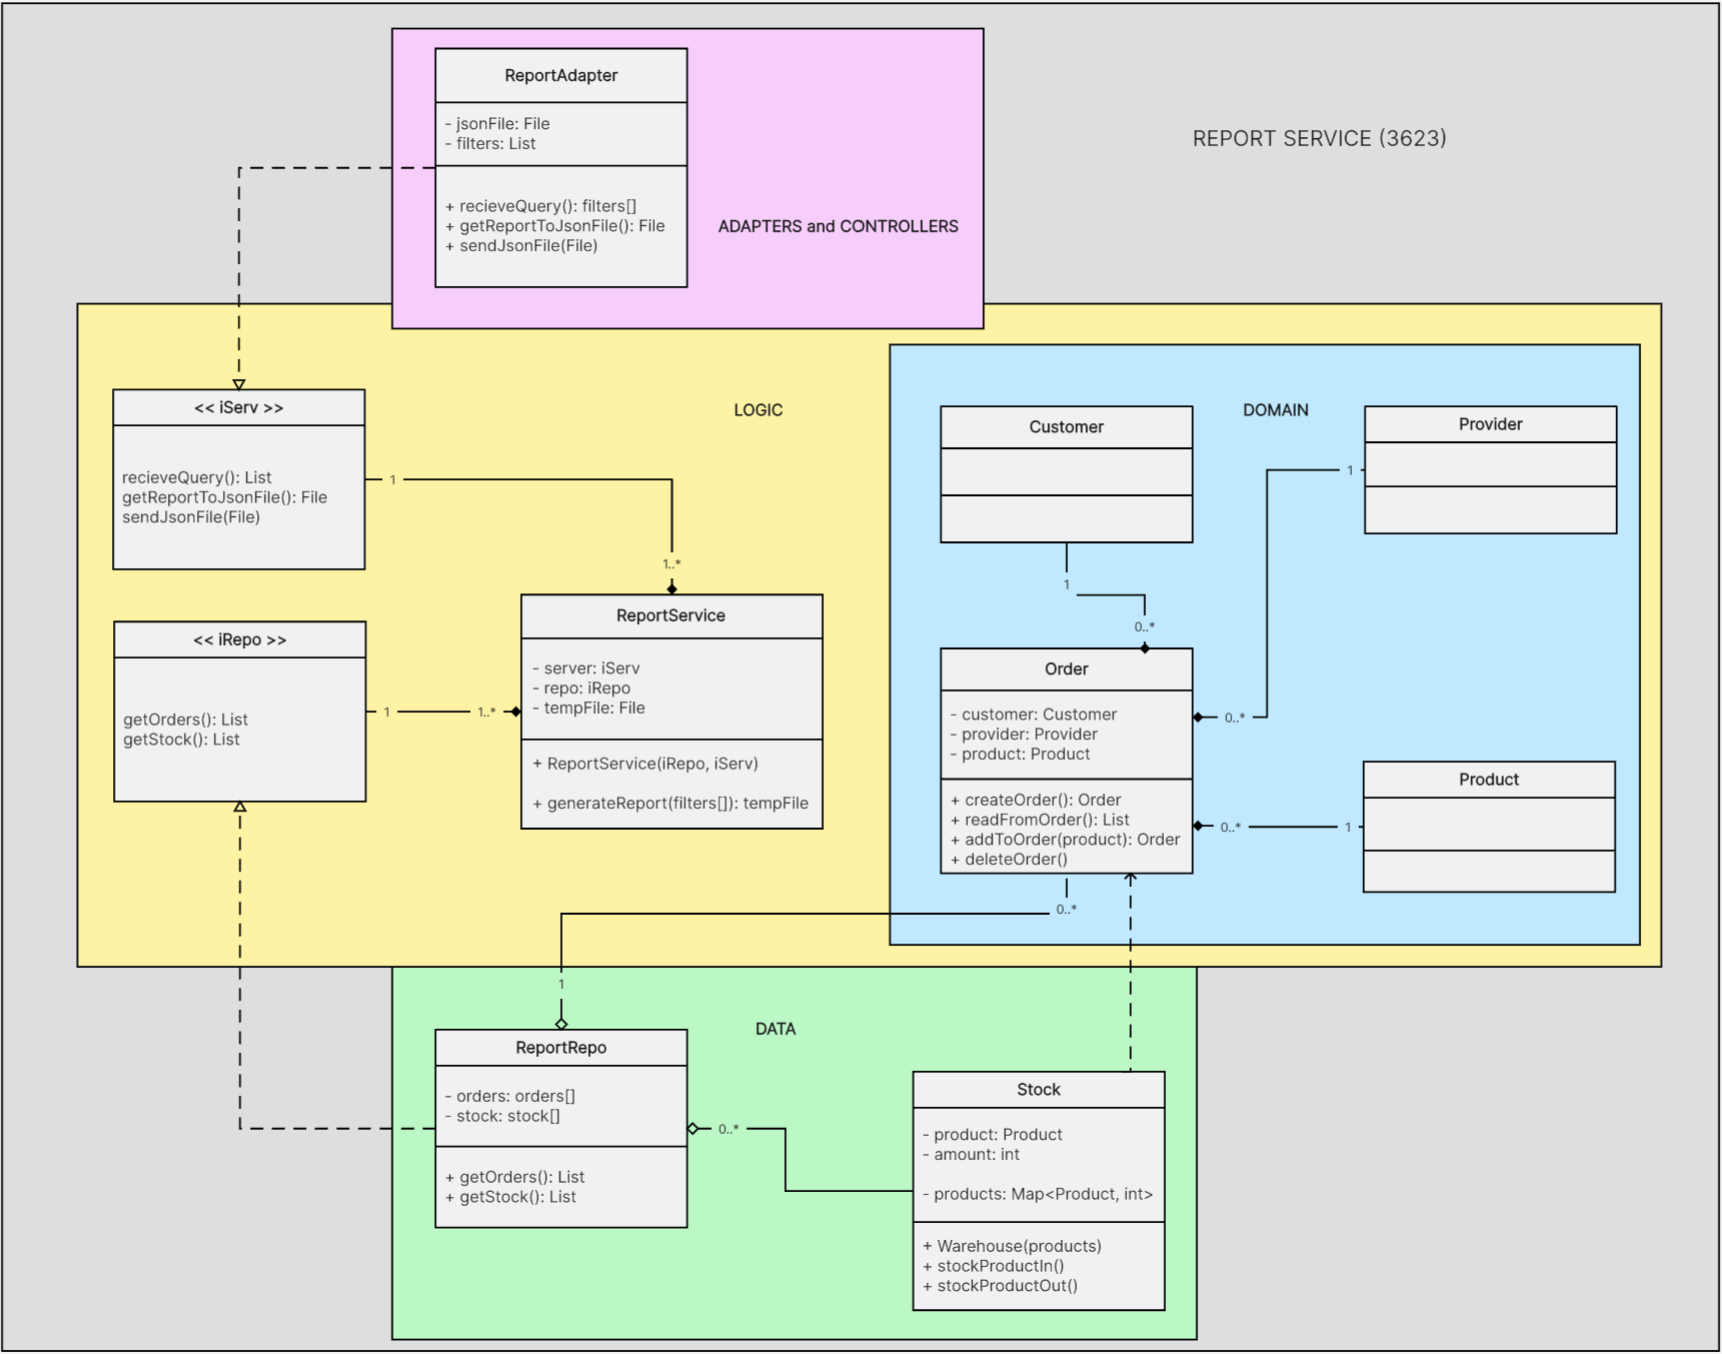 ReportAdapter
- jsonFile: File
- filters: List
+ recieveQuery(): filters[]
+ getReportToJsonFile(): File
+ sendJsonFile(File)
ADAPTERS and CONTROLLERS
REPORT SERVICE (3623)
LOGIC
<< iServ >>
recieveQuery(): List
getReportToJsonFile(): File
sendJsonFile(File)
1
1..*
<< iRepo >>
getOrders(): List
getStock(): List
1
1..*
ReportService
- server: iServ
- repo: iRepo
- tempFile: File
+ ReportService(iRepo, iServ)
+ generateReport(filters[]): tempFile
DOMAIN
Customer
1
0..*
Provider
1
0..*
Order
- customer: Customer
- provider: Provider
- product: Product
+ createOrder(): Order
+ readFromOrder(): List
+ addToOrder(product): Order
+ deleteOrder()
Product
0..*
1
0..*
1
DATA
ReportRepo
- orders: orders[]
- stock: stock[]
+ getOrders(): List
+ getStock(): List
0..*
Stock
- product: Product
- amount: int
- products: Map<Product, int>
+ Warehouse(products)
+ stockProductIn()
+ stockProductOut()